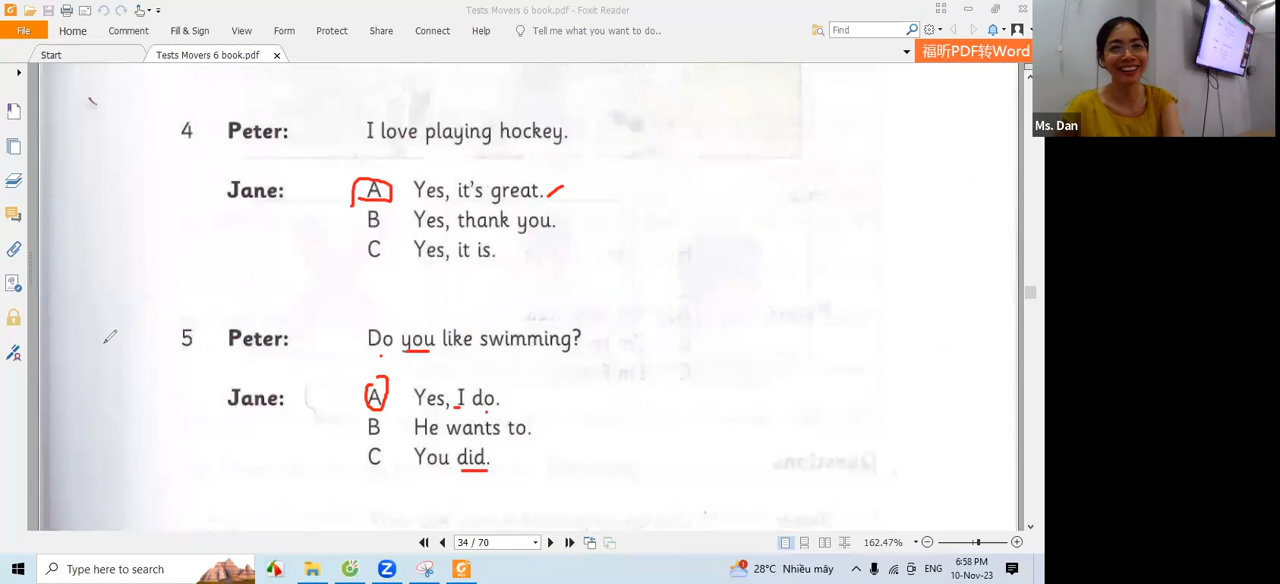 Tests Movers 6 book.pdf - Foxit Reader
File Home Comment Fill & Sign View Form Protect Share Connect Help Tell me what you want to do.. Find
Start Tests Movers 6 book.pdf 福昕PDF转Word
Ms. Dan
4 Peter: I love playing hockey.
Jane: A Yes, it's great.
B Yes, thank you.
C Yes, it is.
5 Peter: Do you like swimming?
Jane: A Yes, I do.
B He wants to.
C You did.
34 / 70 162.47%
Type here to search 28°C Nhiều mây ENG 6:58 PM
10-Nov-23